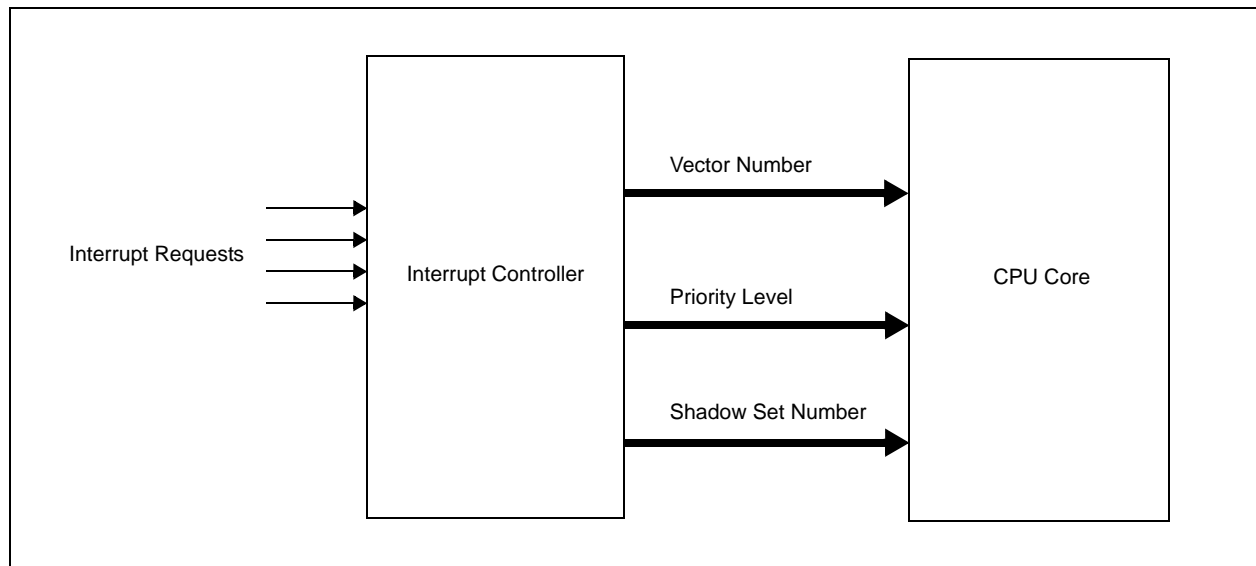 Interrupt Requests
Interrupt Controller
Vector Number
Priority Level
Shadow Set Number
CPU Core